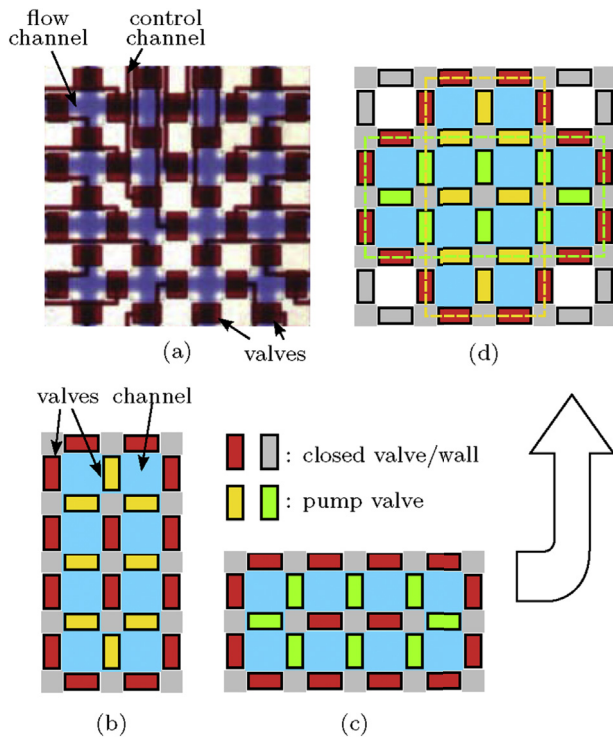 flow
channel
control
channel
valves
(a)
(d)
valves
channel
: closed valve/wall
: pump valve
(b)
(c)